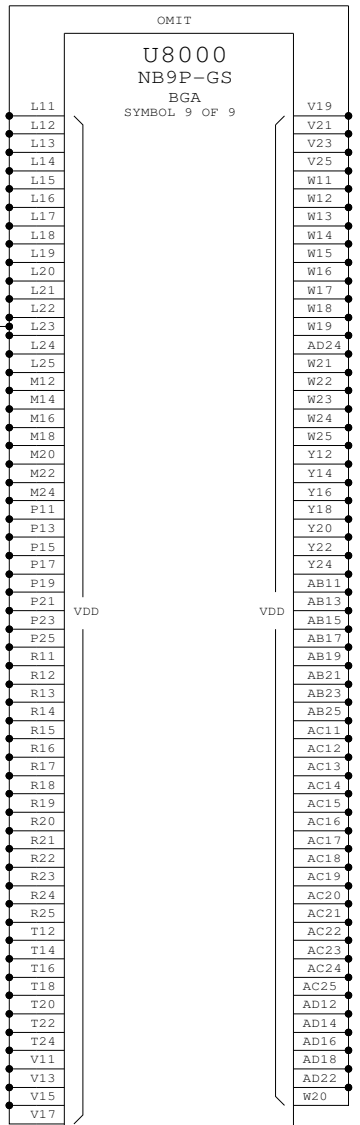 OMIT
U8000
NB9P-GS
BGA
SYMBOL 9 OF 9
L11
L12
L13
L14
L15
L16
L17
L18
L19
L20
L21
L22
L23
L24
L25
M12
M14
M16
M18
M20
M22
M24
P11
P13
P15
P17
P19
P21
P23
P25
R11
R12
R13
R14
R15
R16
R17
R18
R19
R20
R21
R22
R23
R24
R25
T12
T14
T16
T18
T20
T22
T24
V11
V13
V15
V17
VDD
VDD
V19
V21
V23
V25
W11
W12
W13
W14
W15
W16
W17
W18
W19
AD24
W21
W22
W23
W24
W25
Y12
Y14
Y16
Y18
Y20
Y22
Y24
AB11
AB13
AB15
AB17
AB19
AB21
AB23
AB25
AC11
AC12
AC13
AC14
AC15
AC16
AC17
AC18
AC19
AC20
AC21
AC22
AC23
AC24
AC25
AD12
AD14
AD16
AD18
AD22
W20